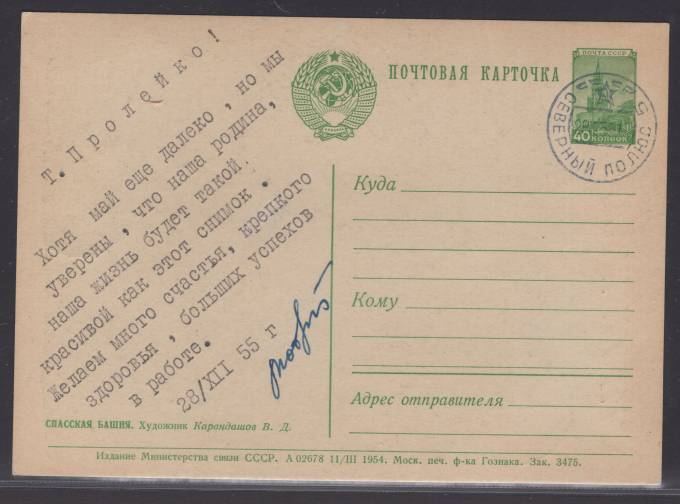 Т. Пролейко!
Хотя май еще далеко, но мы
уверены, что наша родина,
наша жизнь будет такой
красивой как этот снимок.
Желаем много счастья, крепкого
здоровья, больших успехов
в работе.
28/XII 55 г
СПАССКАЯ БАШНЯ. Художник Карандашов В. Д.
ПОЧТОВАЯ КАРТОЧКА
ПОЧТА СССР
40 КОПЕЕК
СЕВЕРНЫЙ ПОЛЮС 5
Куда
Кому
Адрес отправителя
Издание Министерства связи СССР. А 02678 11/III 1954. Моск. печ. ф-ка Гознака. Зак. 3475.